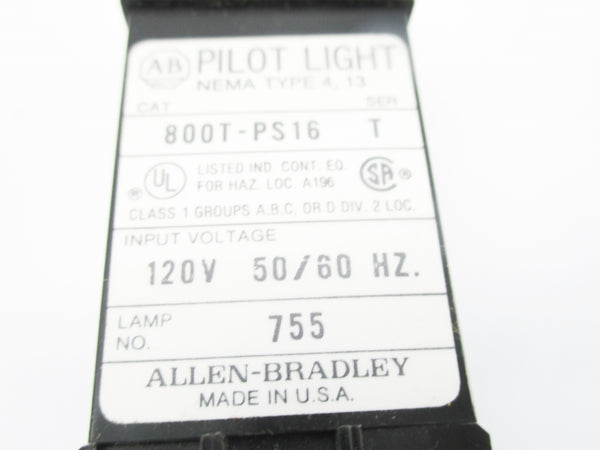 AB PILOT LIGHT
NEMA TYPE 4, 13
CAT SER
800T-PS16 T
UL ® LISTED IND. CONT. EQ. SA ®
FOR HAZ. LOC. A196
CLASS 1 GROUPS A,B,C, OR D DIV. 2 LOC.
INPUT VOLTAGE
120V 50/60 HZ.
LAMP NO. 755
ALLEN-BRADLEY
MADE IN U.S.A.